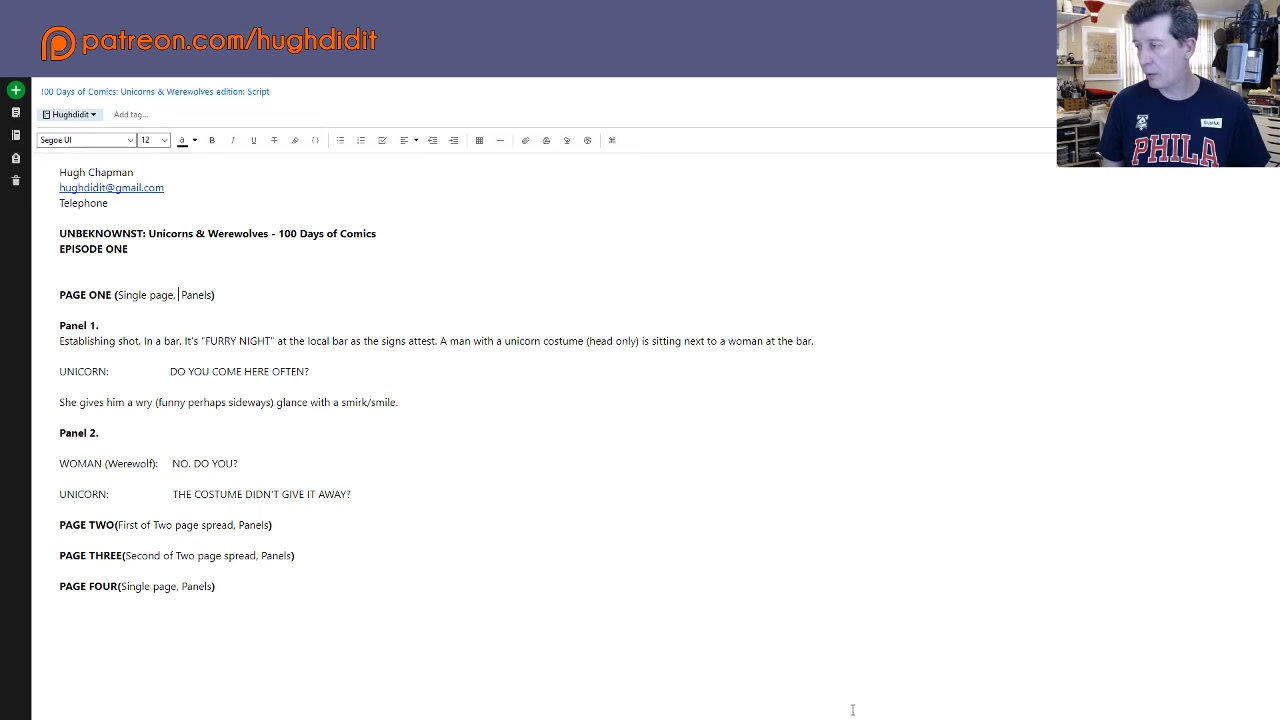 patreon.com/hughdidit
100 Days of Comics: Unicorns & Werewolves edition: Script
Hughdidit
Add tag...
Segoe UI
12
a
B
I
U
T
Hugh Chapman
hughdidit@gmail.com
Telephone
UNBEKNOWNST: Unicorns & Werewolves - 100 Days of Comics
EPISODE ONE
PAGE ONE (Single page, Panels)
Panel 1.
Establishing shot. In a bar. It's "FURRY NIGHT" at the local bar as the signs attest. A man with a unicorn costume (head only) is sitting next to a woman at the bar.
UNICORN: DO YOU COME HERE OFTEN?
She gives him a wry (funny perhaps sideways) glance with a smirk/smile.
Panel 2.
WOMAN (Werewolf): NO. DO YOU?
UNICORN: THE COSTUME DIDN'T GIVE IT AWAY?
PAGE TWO(First of Two page spread, Panels)
PAGE THREE(Second of Two page spread, Panels)
PAGE FOUR(Single page, Panels)
PHILA